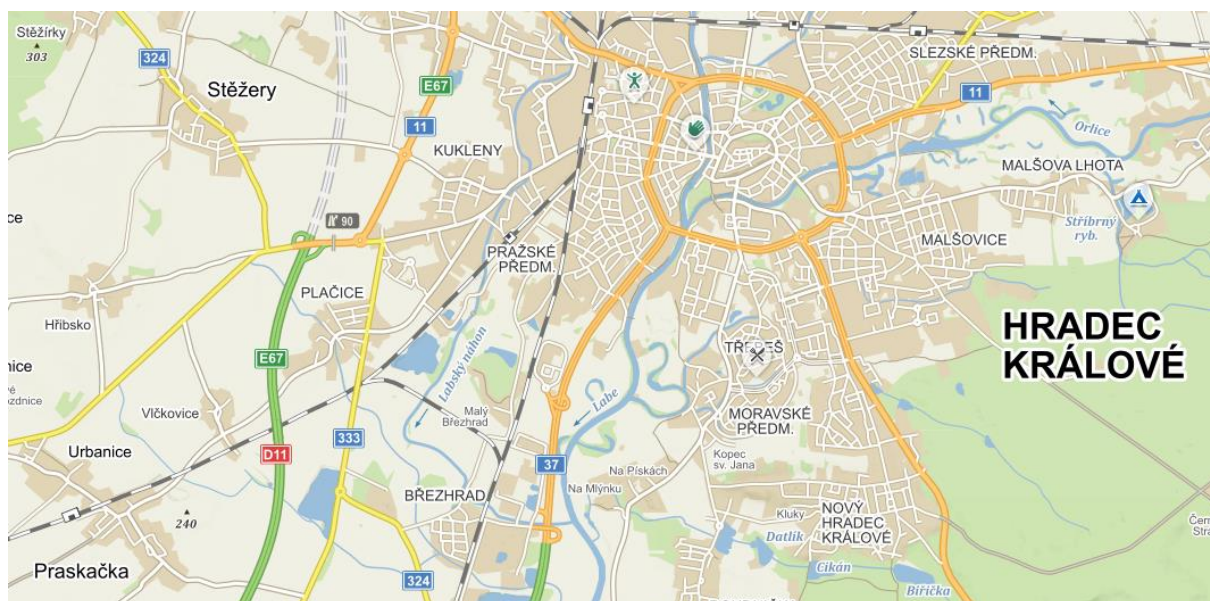 Stěžírky
303
324
Stěžery
E67
11
KUKLENY
SLEZSKÉ PŘEDM.
11
Orlice
MALŠOVA LHOTA
Stříbrný
ryb.
MALŠOVICE
90
PRAŽSKÉ
PŘEDM.
PLAČICE
Hřibsko
E67
Labský náhon
HRADEC
KRÁLOVÉ
TŘEBEŠ
Vlčkovice
Malý
Březhrad
Labe
MORAVSKÉ
PŘEDM.
Urbanice
D11
333
37
Kopec
sv. Jana
Na Pískách
Na Mlýnku
BŘEZHRAD
240
Kluky
NOVÝ
HRADEC
KRÁLOVÉ
Datlík
Cikán
Biřička
Praskačka
324